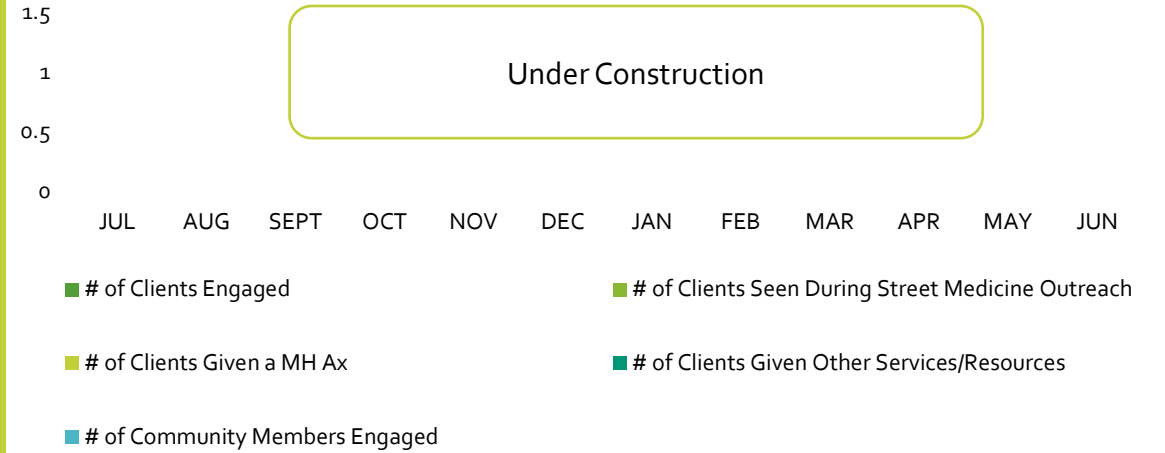 1.5
Under Construction
1
0.5
0
JUL AUG SEPT OCT NOV DEC JAN FEB MAR APR MAY JUN
# of Clients Engaged
# of Clients Seen During Street Medicine Outreach
# of Clients Given a MH Ax
# of Clients Given Other Services/Resources
# of Community Members Engaged